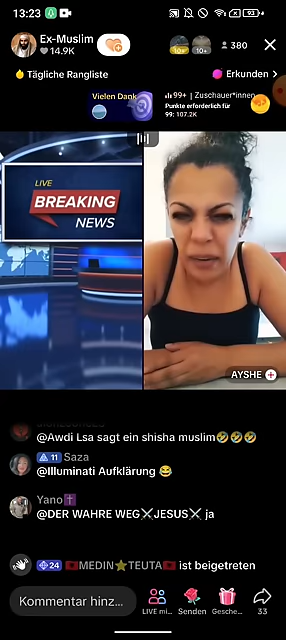 13:23
Ex-Muslim
14.9K
10+
10+
380
Tägliche Rangliste
Erkunden >
Vielen Dank
99+ | Zuschauer*innen
Punkte erforderlich für
99: 107.2K
LIVE
BREAKING
NEWS
AYSHE
@Awdi Lsa sagt ein shisha muslim🤣🤣🤣
11 Saza
@Illuminati Aufklärung 😂
Yano✝️
@DER WAHRE WEG⚔JESUS⚔ ja
24 🇦🇱MEDIN⭐TEUTA🇦🇱 ist beigetreten
Kommentar hinz...
LIVE mi...
Senden
Gesche...
33